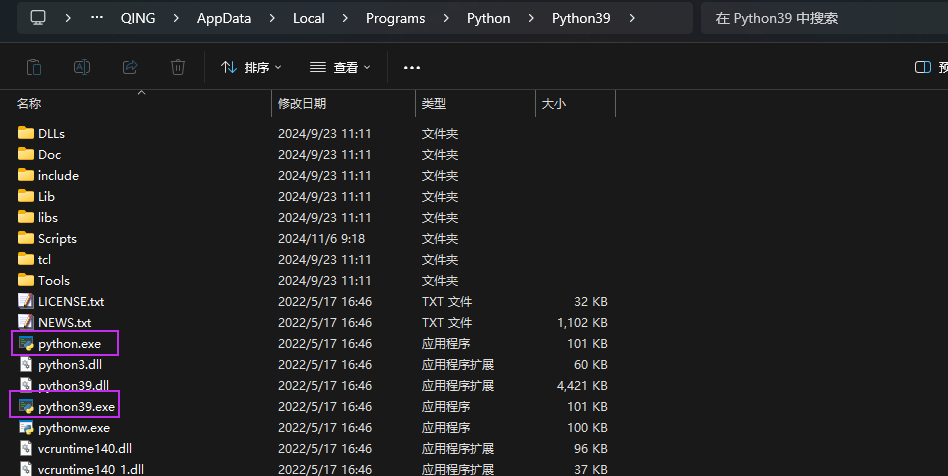 QING > AppData > Local > Programs > Python > Python39 > 在 Python39 中搜索
排序 查看 预
名称 修改日期 类型 大小
DLLs 2024/9/23 11:11 文件夹
Doc 2024/9/23 11:11 文件夹
include 2024/9/23 11:11 文件夹
Lib 2024/9/23 11:11 文件夹
libs 2024/9/23 11:11 文件夹
Scripts 2024/11/6 9:18 文件夹
tcl 2024/9/23 11:11 文件夹
Tools 2024/9/23 11:11 文件夹
LICENSE.txt 2022/5/17 16:46 TXT 文件 32 KB
NEWS.txt 2022/5/17 16:46 TXT 文件 1,102 KB
python.exe 2022/5/17 16:46 应用程序 101 KB
python3.dll 2022/5/17 16:46 应用程序扩展 60 KB
python39.dll 2022/5/17 16:46 应用程序扩展 4,421 KB
python39.exe 2022/5/17 16:46 应用程序 101 KB
pythonw.exe 2022/5/17 16:46 应用程序 100 KB
vcruntime140.dll 2022/5/17 16:46 应用程序扩展 96 KB
vcruntime140_1.dll 2022/5/17 16:46 应用程序扩展 37 KB